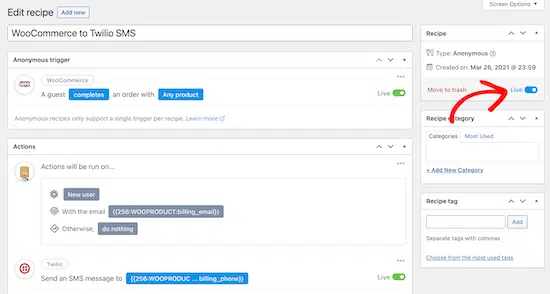 Screen Options ▼
Edit recipe Add new
WooCommerce to Twilio SMS
Anonymous trigger
WooCommerce
A guest completes an order with Any product
Live
Anonymous recipes only support a single trigger per recipe. Learn more
Actions
Actions will be run on...
New user
With the email {{256:WOOPRODUCT:billing_email}}
Otherwise, do nothing
Twilio
Send an SMS message to {{256:WOOPRODUC ... billing_phone}}
Live
Recipe
Type: Anonymous
Created on: Mar 26, 2021 @ 23:59
Move to trash Live
Recipe category
Categories Most Used
+ Add New Category
Recipe tag
Add
Separate tags with commas
Choose from the most used tags